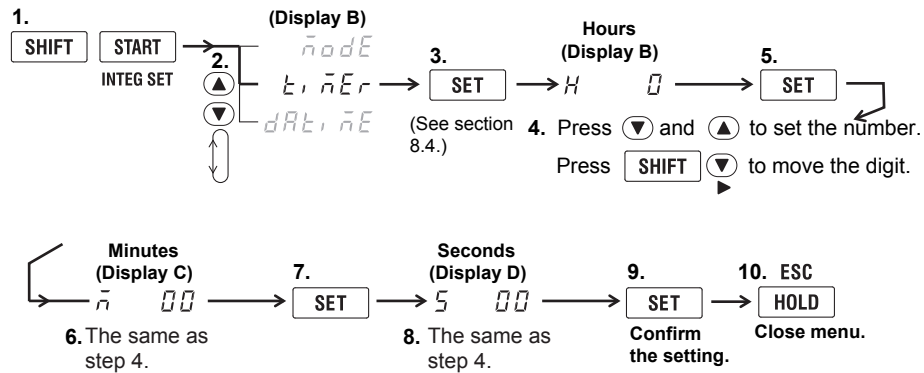 1.
SHIFT START
INTEG SET
2.
(Display B)
modE
timEr
dAtimE
3.
SET
(See section
8.4.)
Hours
(Display B)
H 0
4. Press ▼ and ▲ to set the number.
Press SHIFT ▼ to move the digit.
▶
5.
SET
Minutes
(Display C)
m 00
6. The same as
step 4.
7.
SET
Seconds
(Display D)
S 00
8. The same as
step 4.
9.
SET
Confirm
the setting.
10. ESC
HOLD
Close menu.